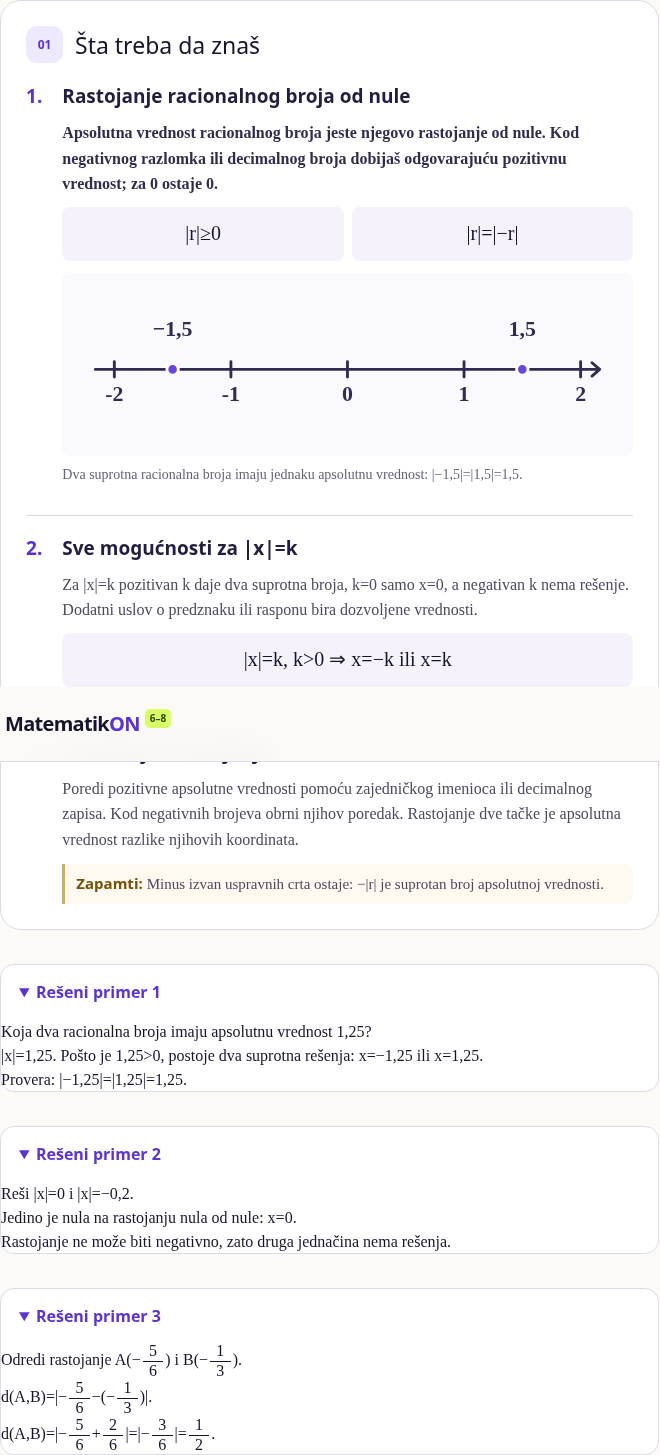 01 Šta treba da znaš
1. Rastojanje racionalnog broja od nule
Apsolutna vrednost racionalnog broja jeste njegovo rastojanje od nule. Kod
negativnog razlomka ili decimalnog broja dobijaš odgovarajuću pozitivnu
vrednost; za 0 ostaje 0.
|r|≥0 |r|=|−r|
−1,5 1,5
-2 -1 0 1 2
Dva suprotna racionalna broja imaju jednaku apsolutnu vrednost: |−1,5|=|1,5|=1,5.
2. Sve mogućnosti za |x|=k
Za |x|=k pozitivan k daje dva suprotna broja, k=0 samo x=0, a negativan k nema rešenje.
Dodatni uslov o predznaku ili rasponu bira dozvoljene vrednosti.
|x|=k, k>0 ⇒ x=−k ili x=k
MatematikON 6–8
Poredi pozitivne apsolutne vrednosti pomoću zajedničkog imenioca ili decimalnog
zapisa. Kod negativnih brojeva obrni njihov poredak. Rastojanje dve tačke je apsolutna
vrednost razlike njihovih koordinata.
Zapamti: Minus izvan uspravnih crta ostaje: −|r| je suprotan broj apsolutnoj vrednosti.
▼ Rešeni primer 1
Koja dva racionalna broja imaju apsolutnu vrednost 1,25?
|x|=1,25. Pošto je 1,25>0, postoje dva suprotna rešenja: x=−1,25 ili x=1,25.
Provera: |−1,25|=|1,25|=1,25.
▼ Rešeni primer 2
Reši |x|=0 i |x|=−0,2.
Jedino je nula na rastojanju nula od nule: x=0.
Rastojanje ne može biti negativno, zato druga jednačina nema rešenja.
▼ Rešeni primer 3
Odredi rastojanje A(−5/6) i B(−1/3).
d(A,B)=|−5/6−(−1/3)|.
d(A,B)=|−5/6+2/6|=|−3/6|=1/2.